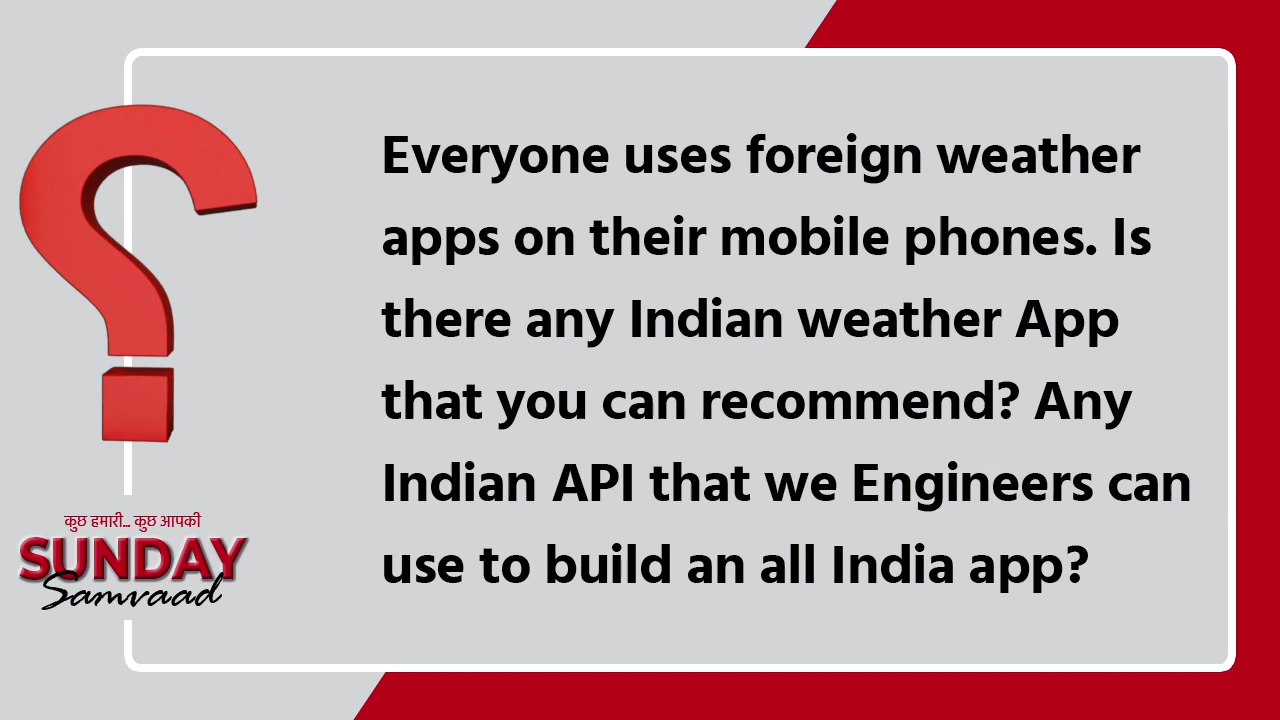 Everyone uses foreign weather
apps on their mobile phones. Is
there any Indian weather App
that you can recommend? Any
Indian API that we Engineers can
use to build an all India app?
कुछ हमारी... कुछ आपकी
SUNDAY
Samvaad